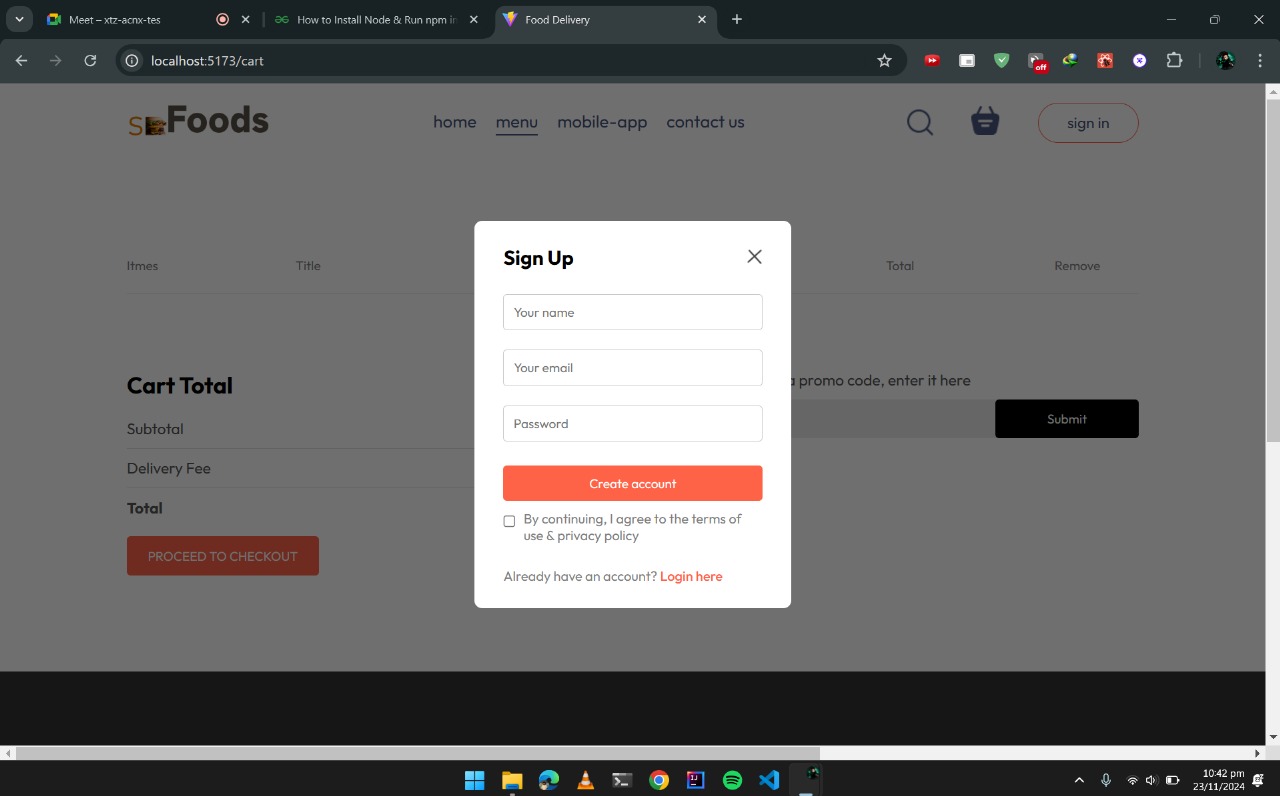 Meet – xtz-acnx-tes
How to Install Node & Run npm in
Food Delivery
localhost:5173/cart
off
Foods
home menu mobile-app contact us
sign in
Sign Up
Itmes Title Total Remove
Your name
Your email
Password
Create account
By continuing, I agree to the terms of
use & privacy policy
Already have an account? Login here
Cart Total
Subtotal
Delivery Fee
Total
PROCEED TO CHECKOUT
a promo code, enter it here
Submit
10:42 pm
23/11/2024